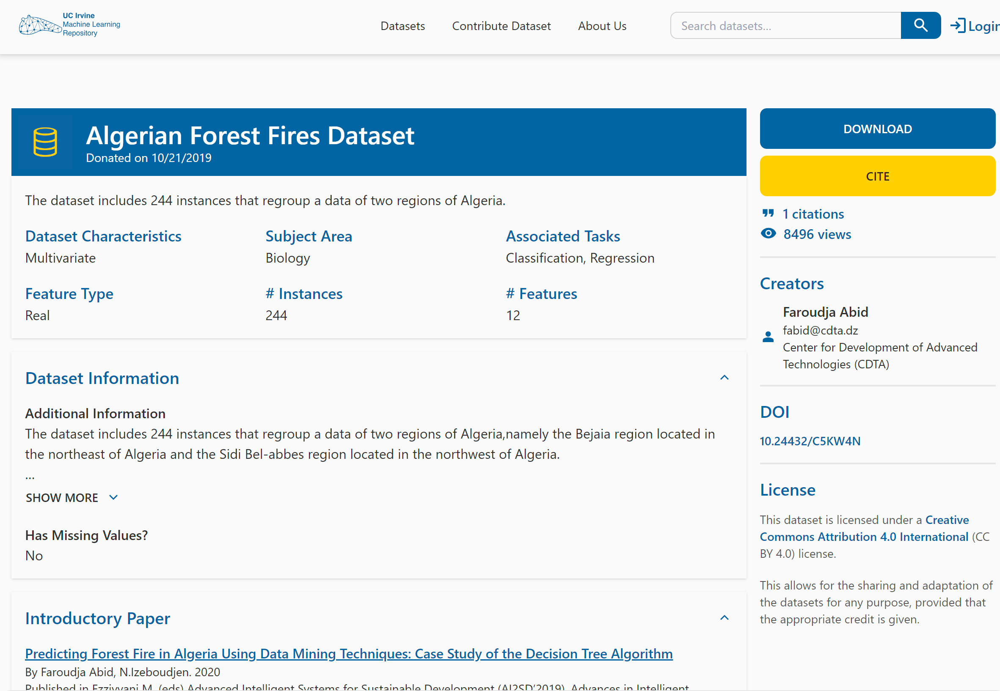 UC Irvine
Machine Learning
Repository
Datasets
Contribute Dataset
About Us
Search datasets...
Login
Algerian Forest Fires Dataset
Donated on 10/21/2019
The dataset includes 244 instances that regroup a data of two regions of Algeria.
Dataset Characteristics
Subject Area
Associated Tasks
Multivariate
Biology
Classification, Regression
Feature Type
# Instances
# Features
Real
244
12
Dataset Information
Additional Information
The dataset includes 244 instances that regroup a data of two regions of Algeria,namely the Bejaia region located in
the northeast of Algeria and the Sidi Bel-abbes region located in the northwest of Algeria.
...
SHOW MORE
Has Missing Values?
No
Introductory Paper
Predicting Forest Fire in Algeria Using Data Mining Techniques: Case Study of the Decision Tree Algorithm
By Faroudja Abid, N.Izeboudjen. 2020
Published in Ezziyyani M. (eds) Advanced Intelligent Systems for Sustainable Development (AI2SD'2019). Advances in Intelligent
DOWNLOAD
CITE
1 citations
8496 views
Creators
Faroudja Abid
fabid@cdta.dz
Center for Development of Advanced
Technologies (CDTA)
DOI
10.24432/C5KW4N
License
This dataset is licensed under a Creative
Commons Attribution 4.0 International (CC
BY 4.0) license.
This allows for the sharing and adaptation of
the datasets for any purpose, provided that
the appropriate credit is given.